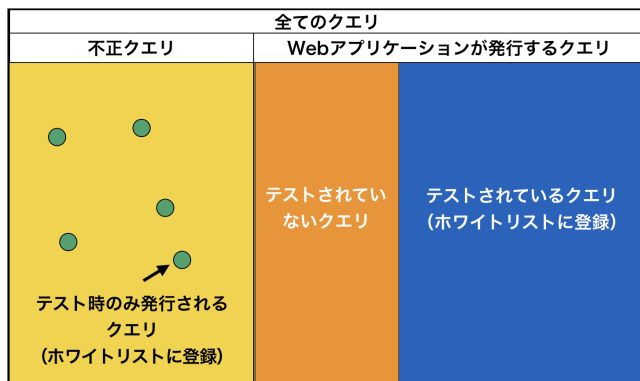 全てのクエリ
不正クエリ
Webアプリケーションが発行するクエリ
テストされてい
ないクエリ
テストされているクエリ
（ホワイトリストに登録）
テスト時のみ発行される
クエリ
（ホワイトリストに登録）